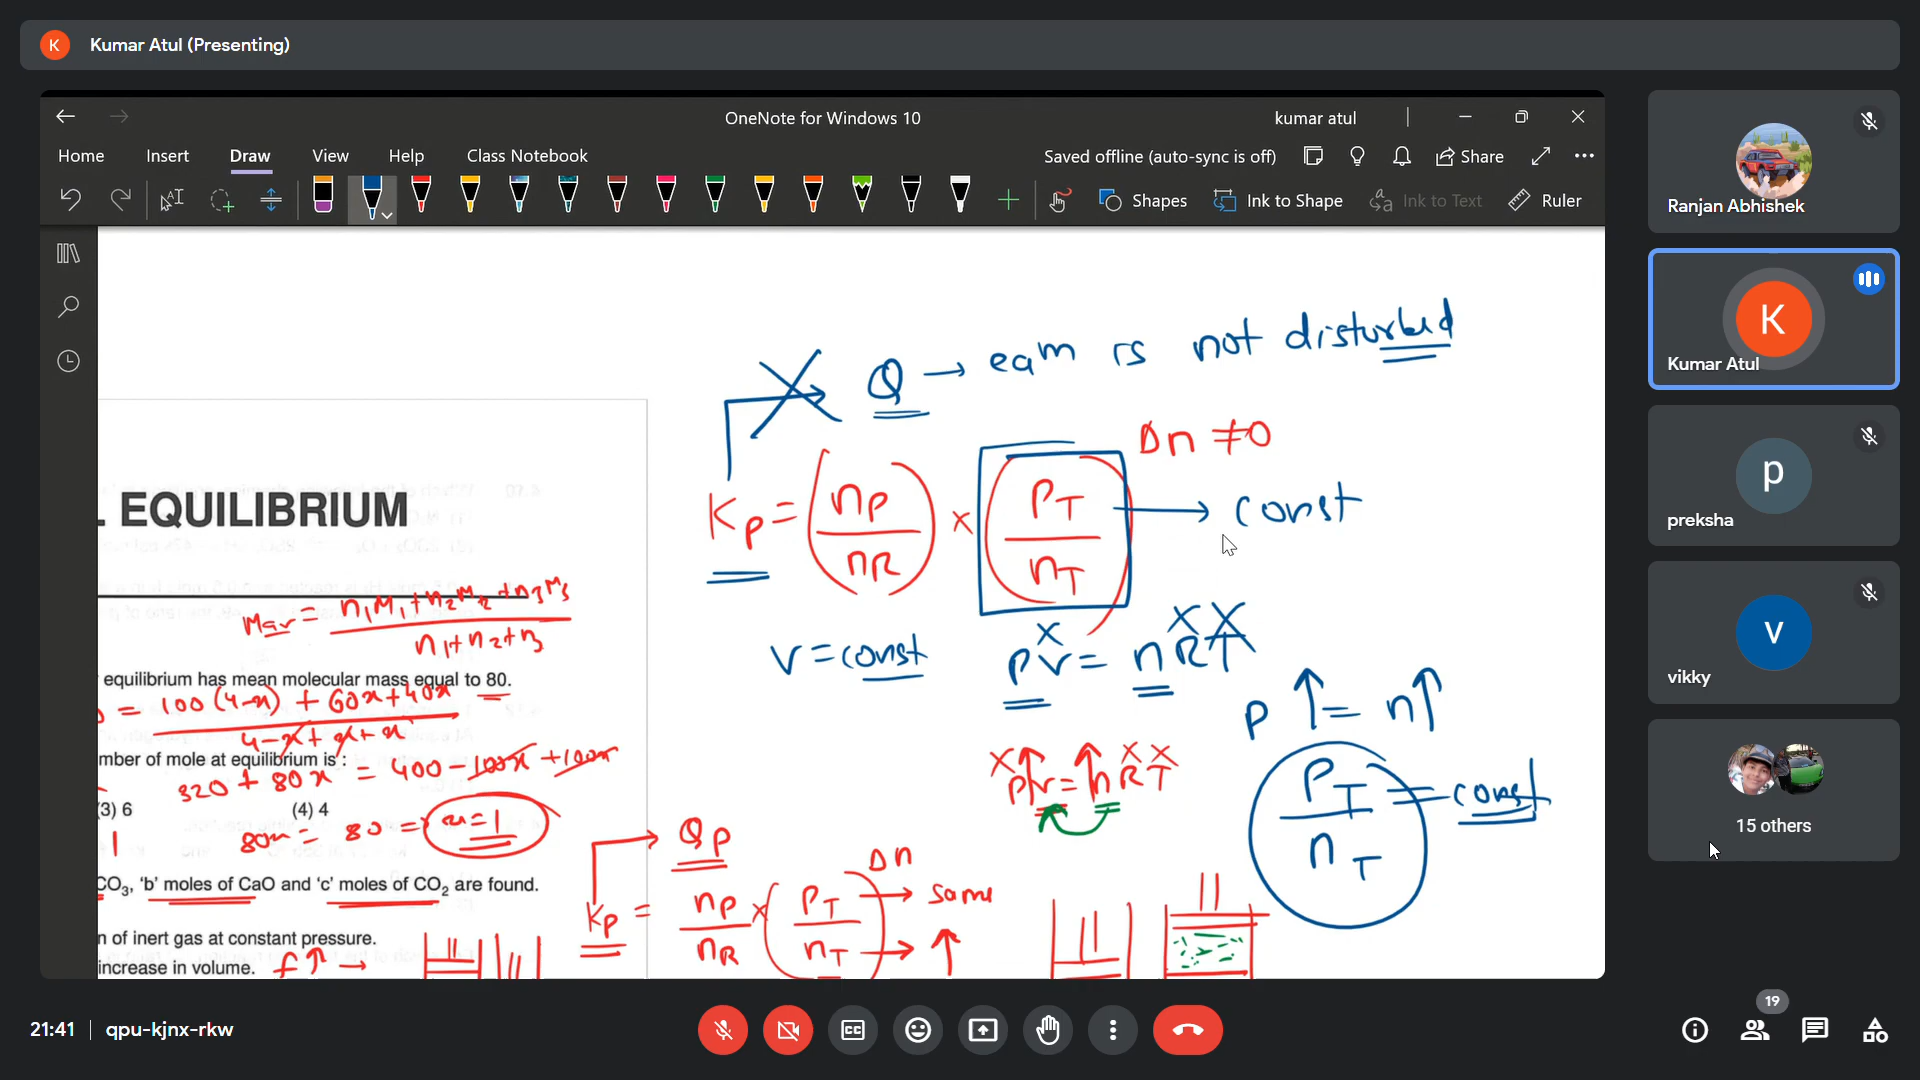 K Kumar Atul (Presenting)
OneNote for Windows 10
kumar atul
Home Insert Draw View Help Class Notebook
Saved offline (auto-sync is off) Share
Shapes Ink to Shape Ink to Text Ruler
Q → eqm is not disturbed
Δn ≠0
Kp = (nP/nR) × (PT/nT) → const
V = const
PV = nRT
P ↑ = n↑
PV = nRT
PT/nT = const
. EQUILIBRIUM
Mav = n1M1+n2M2+n3M3
n1+n2+n3
equilibrium has mean molecular mass equal to 80.
= 100(4-x) + 60x+40x
4-x+x+x
mber of mole at equilibrium is :
320 + 80x = 400-100x+100x
(3) 6 (4) 4
80x = 80 => x=1
CO3, 'b' moles of CaO and 'c' moles of CO2 are found.
n of inert gas at constant pressure.
increase in volume. f↑ →
Qp
Kp = nP/nR × (PT/nT)
Δn
→ same
→ ↑
Ranjan Abhishek
K
Kumar Atul
p
preksha
V
vikky
15 others
21:41 | qpu-kjnx-rkw
19